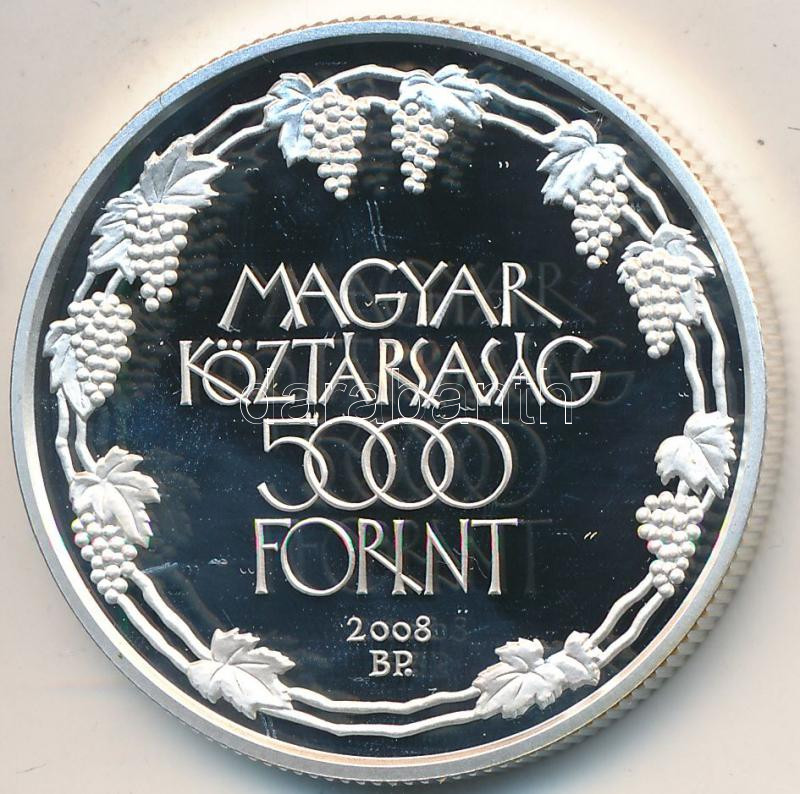 MAGYAR
KÖZTÁRSASÁG
darabanth
5000
FORINT
2008
BP.